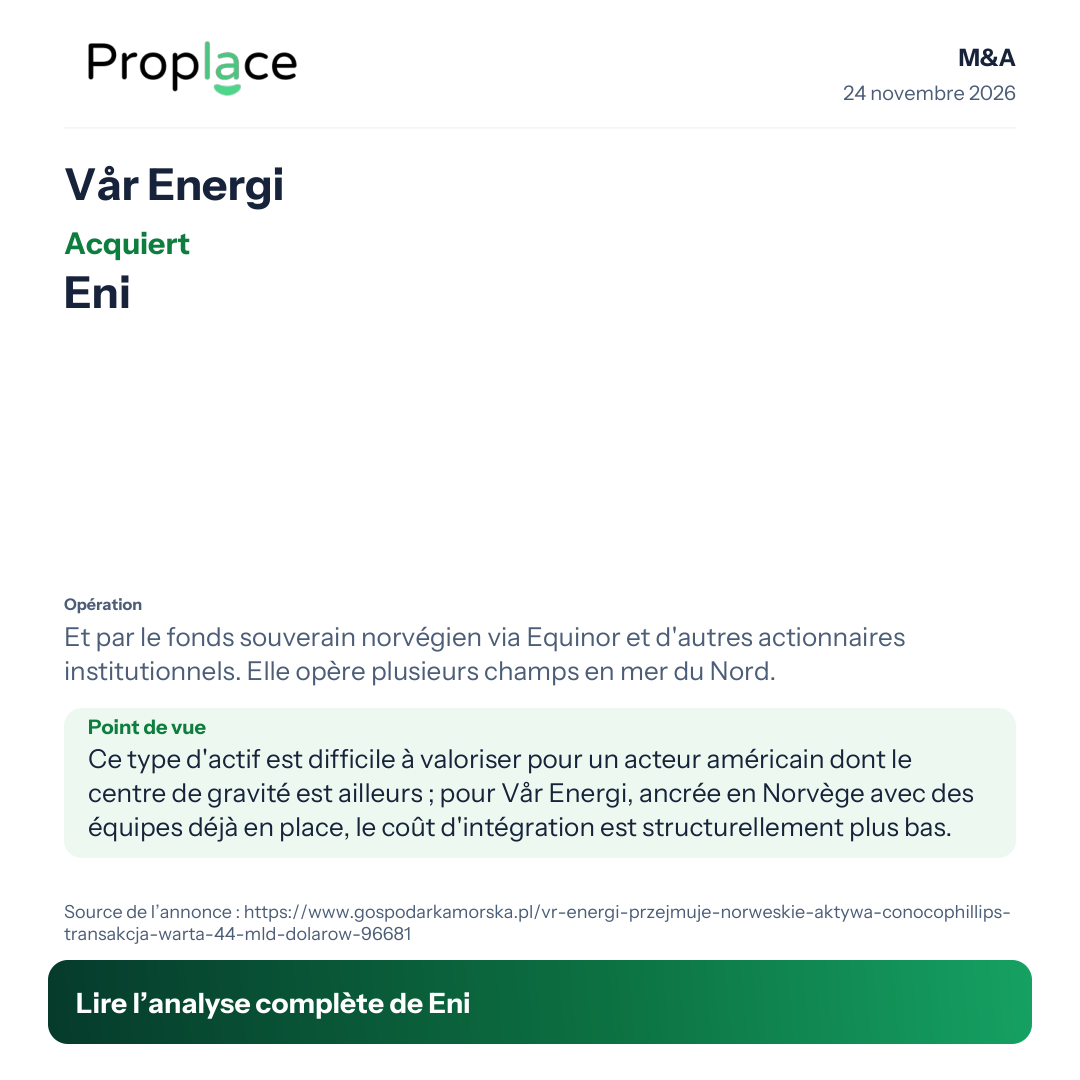 Proplace
M&A
24 novembre 2026
Vår Energi
Acquiert
Eni
Opération
Et par le fonds souverain norvégien via Equinor et d'autres actionnaires
institutionnels. Elle opère plusieurs champs en mer du Nord.
Point de vue
Ce type d'actif est difficile à valoriser pour un acteur américain dont le
centre de gravité est ailleurs ; pour Vår Energi, ancrée en Norvège avec des
équipes déjà en place, le coût d'intégration est structurellement plus bas.
Source de l’annonce : https://www.gospodarkamorska.pl/vr-energi-przejmuje-norweskie-aktywa-conocophillips-
transakcja-warta-44-mld-dolarow-96681
Lire l’analyse complète de Eni